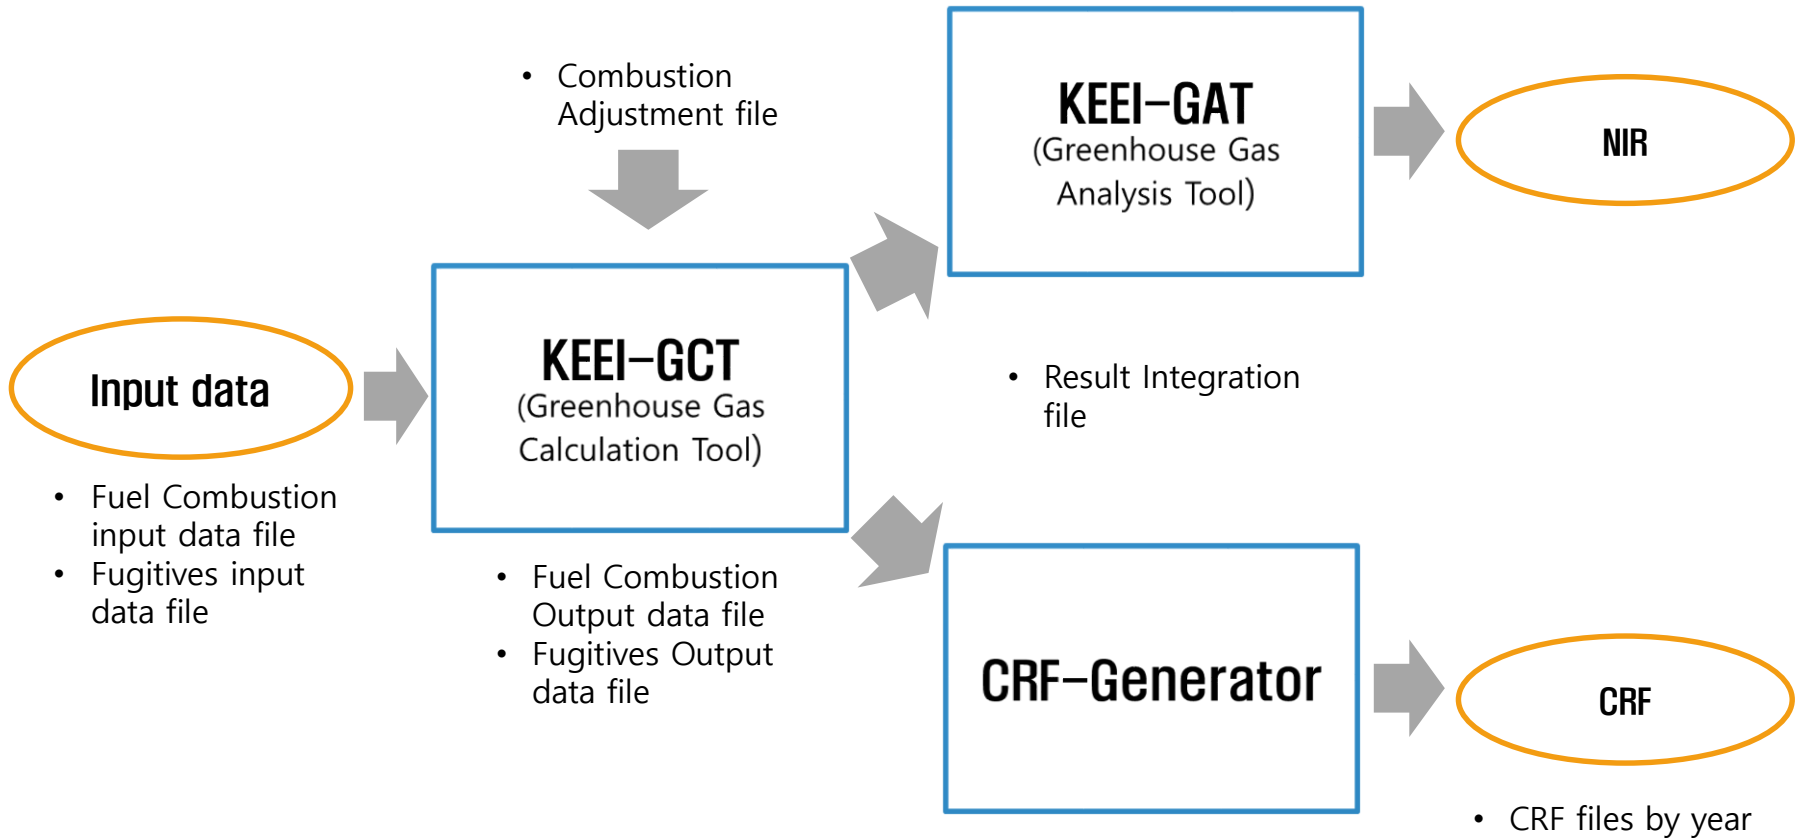 • Combustion
Adjustment file
KEEI-GAT
(Greenhouse Gas
Analysis Tool)
NIR
Input data
• Fuel Combustion
input data file
• Fugitives input
data file
KEEI-GCT
(Greenhouse Gas
Calculation Tool)
• Fuel Combustion
Output data file
• Fugitives Output
data file
• Result Integration
file
CRF-Generator
CRF
• CRF files by year